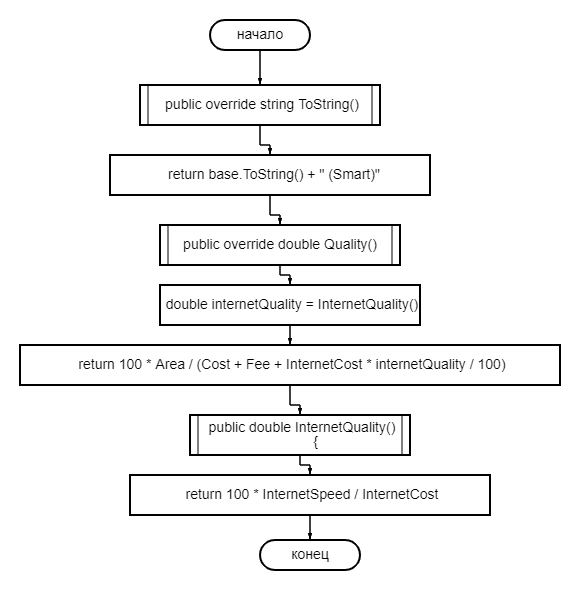 начало
public override string ToString()
return base.ToString() + " (Smart)"
public override double Quality()
double internetQuality = InternetQuality()
return 100 * Area / (Cost + Fee + InternetCost * internetQuality / 100)
public double InternetQuality()
{
return 100 * InternetSpeed / InternetCost
конец